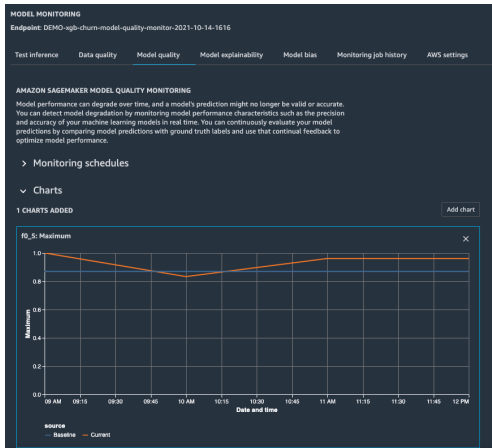 MODEL MONITORING
Endpoint: DEMO-xgb-churn-model-quality-monitor-2021-10-14-1616
Test inference Data quality Model quality Model explainability Model bias Monitoring job history AWS settings
AMAZON SAGEMAKER MODEL QUALITY MONITORING
Model performance can degrade over time, and a model's prediction might no longer be valid or accurate.
You can detect model degradation by monitoring model performance characteristics such as the precision
and accuracy of your machine learning models in real time. You can continuously evaluate your model
predictions by comparing model predictions with ground truth labels and use that continual feedback to
optimize model performance.
Monitoring schedules
Charts
1 CHARTS ADDED
Add chart
f0_5: Maximum
1.0
0.8
0.6
0.4
0.2
0.0
Maximum
09 AM 09:15 09:30 09:45 10 AM 10:15 10:30 10:45 11 AM 11:15 11:30 11:45 12 PM
Date and time
source
Baseline Current